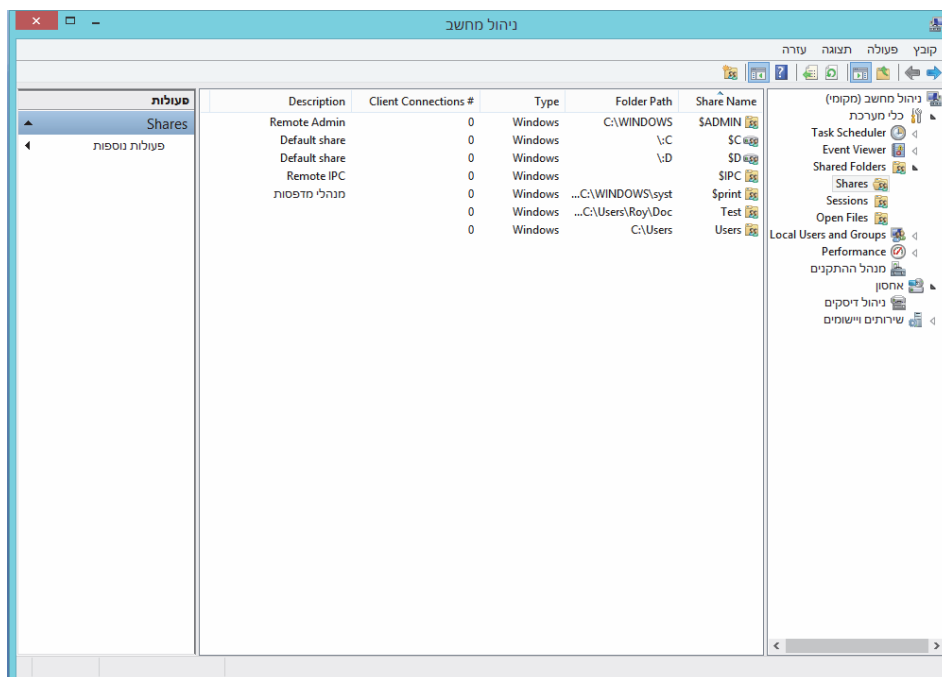 ניהול מחשב
קובץ פעולה תצוגה עזרה
ניהול מחשב (מקומי)
כלי מערכת
Task Scheduler
Event Viewer
Shared Folders
Shares
Sessions
Open Files
Local Users and Groups
Performance
מנהל ההתקנים
אחסון
ניהול דיסקים
שירותים ויישומים
Share Name Folder Path Type Client Connections # Description
$ADMIN C:\WINDOWS Windows 0 Remote Admin
$C \:C Windows 0 Default share
$D \:D Windows 0 Default share
$IPC Windows 0 Remote IPC
$print ...C:\WINDOWS\syst Windows 0 מנהלי מדפסות
Test ...C:\Users\Roy\Doc Windows 0
Users C:\Users Windows 0
פעולות
Shares
פעולות נוספות